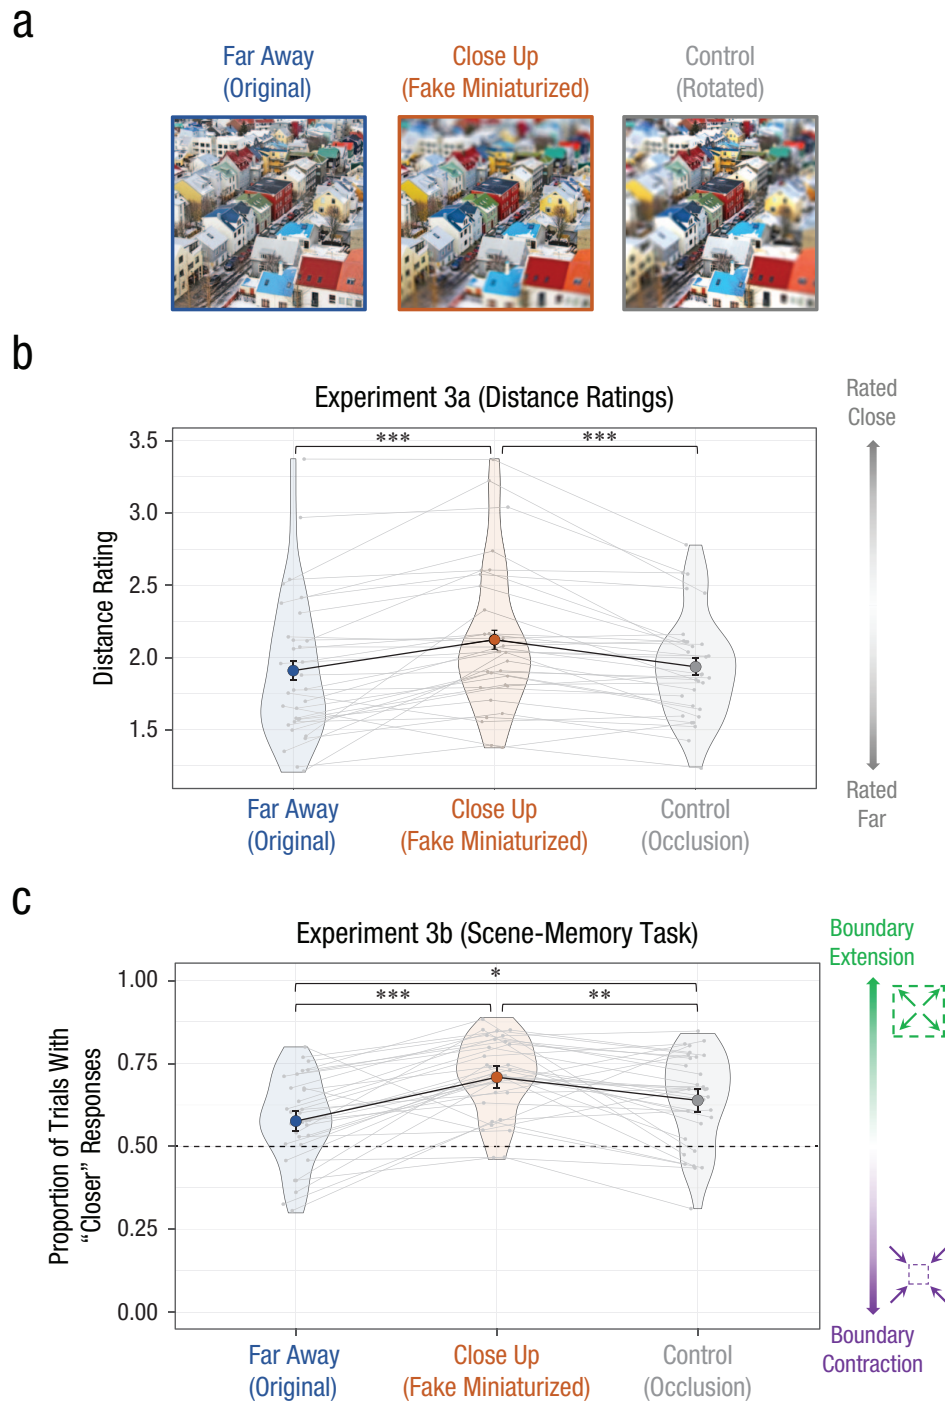 a
Far Away
(Original)
Close Up
(Fake Miniaturized)
Control
(Rotated)
b
Experiment 3a (Distance Ratings)
Rated
Close
***
***
3.5
3.0
2.5
2.0
1.5
Distance Rating
Rated
Far
Far Away
(Original)
Close Up
(Fake Miniaturized)
Control
(Occlusion)
c
Experiment 3b (Scene-Memory Task)
Boundary
Extension
*
***
**
1.00
0.75
0.50
0.25
0.00
Proportion of Trials With
“Closer” Responses
Boundary
Contraction
Far Away
(Original)
Close Up
(Fake Miniaturized)
Control
(Occlusion)